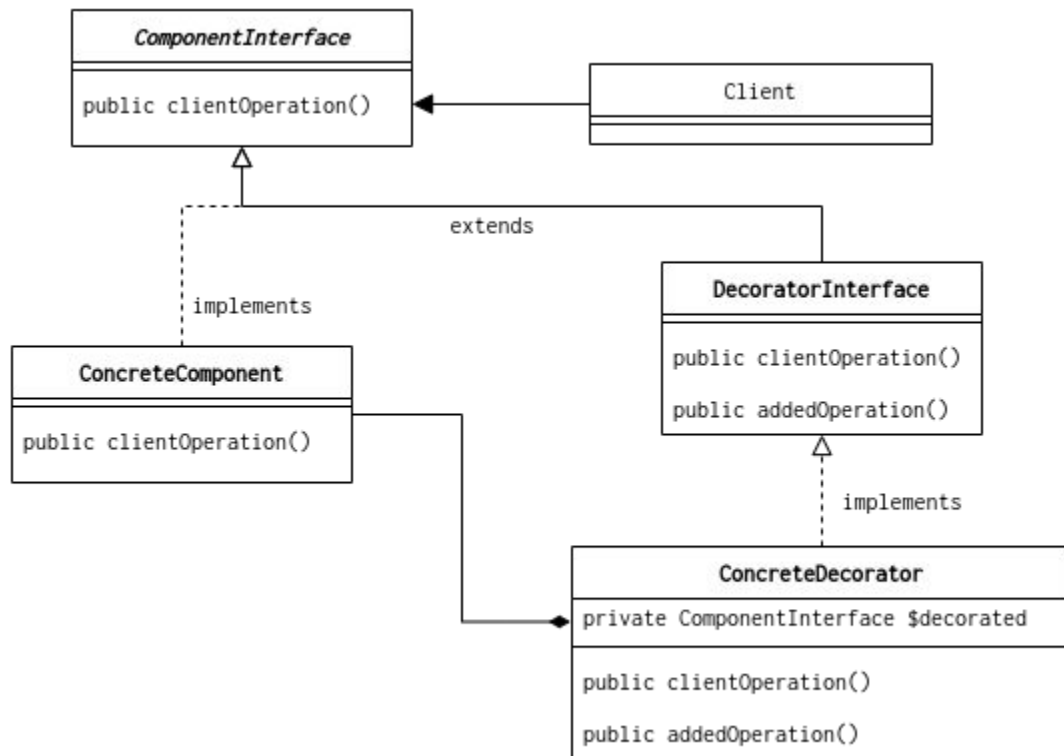 ComponentInterface
public clientOperation()
Client
extends
implements
DecoratorInterface
public clientOperation()
public addedOperation()
ConcreteComponent
public clientOperation()
implements
ConcreteDecorator
private ComponentInterface $decorated
public clientOperation()
public addedOperation()